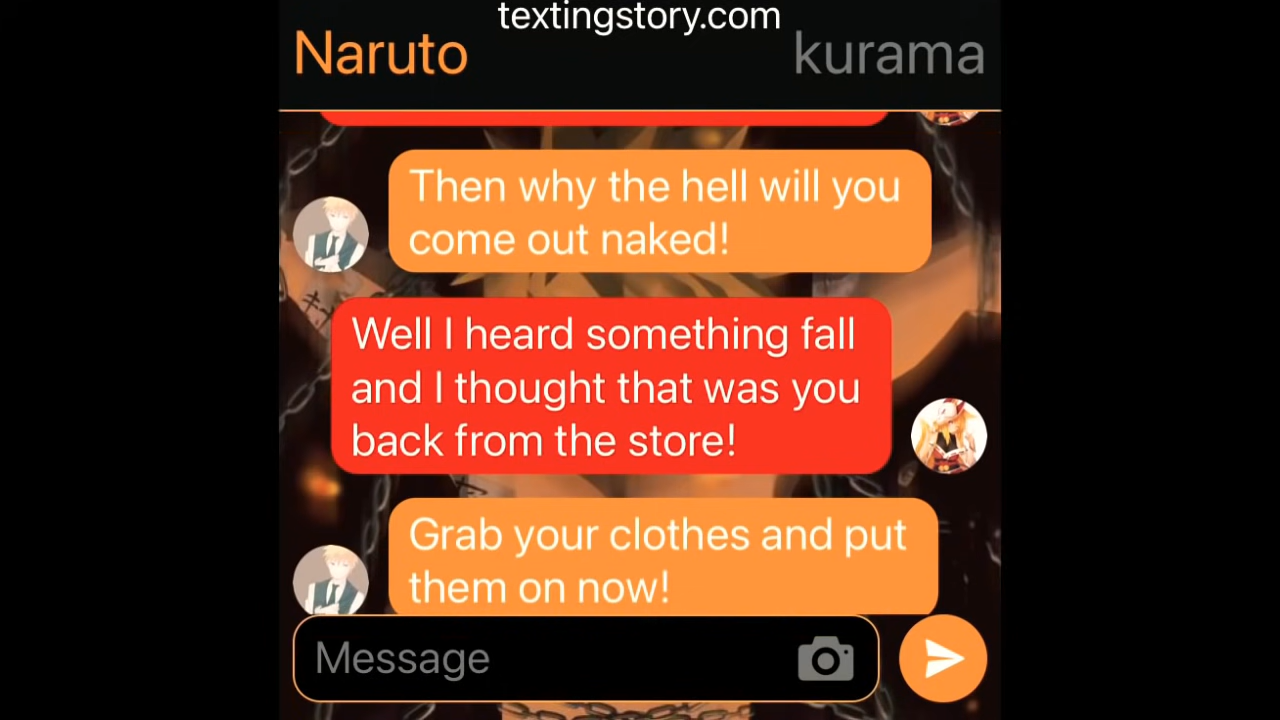 textingstory.com
Naruto
kurama
Then why the hell will you
come out naked!
Well I heard something fall
and I thought that was you
back from the store!
Grab your clothes and put
them on now!
Message